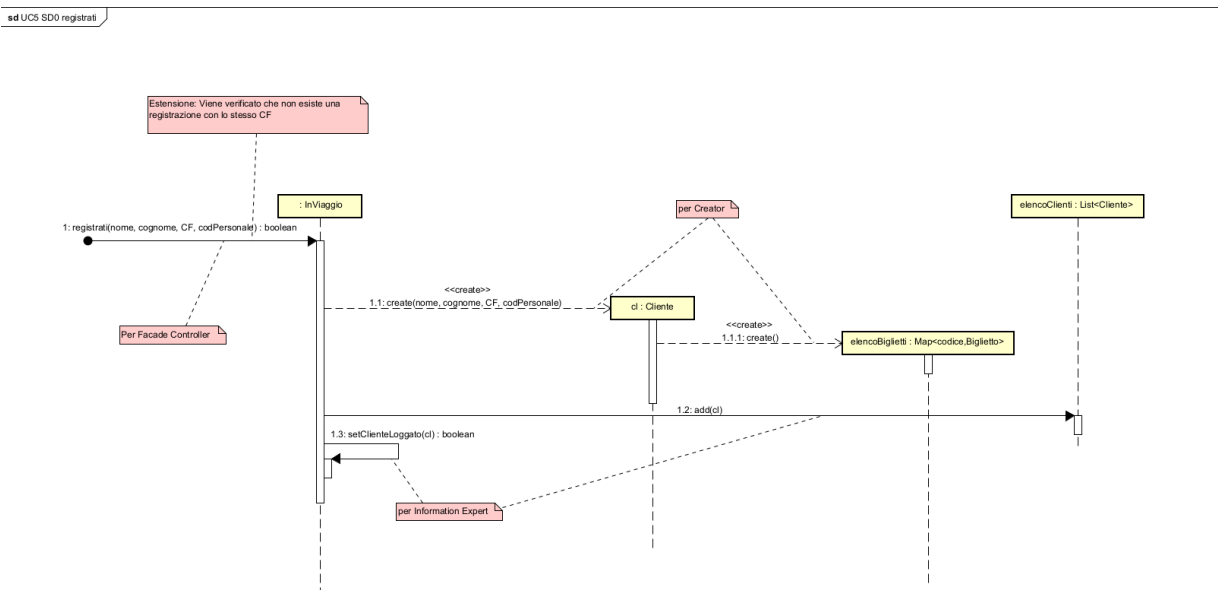 sd UC5 SD0 registrati
Estensione: Viene verificato che non esiste una
registrazione con lo stesso CF
: InViaggio
per Creator
elencoClienti : List<Cliente>
1: registrati(nome, cognome, CF, codPersonale) : boolean
<<create>>
1.1: create(nome, cognome, CF, codPersonale)
cl : Cliente
<<create>>
1.1.1: create()
Per Facade Controller
elencoBiglietti : Map<codice,Biglietto>
1.2: add(cl)
1.3: setClienteLoggato(cl) : boolean
per Information Expert